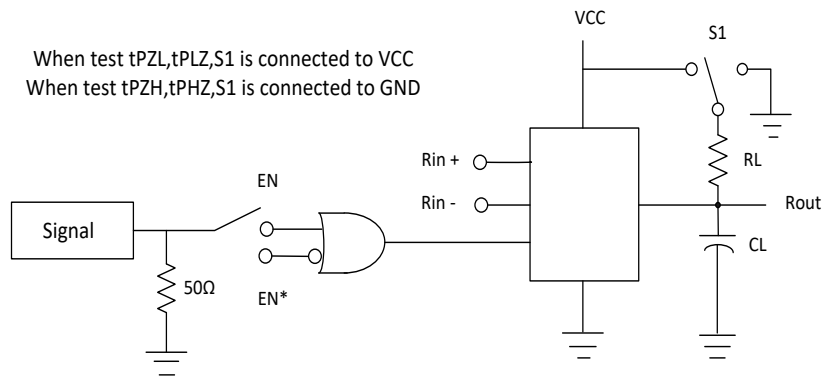 When test tPZL,tPLZ,S1 is connected to VCC
When test tPZH,tPHZ,S1 is connected to GND
VCC
S1
Rin +
Rin -
RL
Rout
CL
EN
Signal
50Ω
EN*